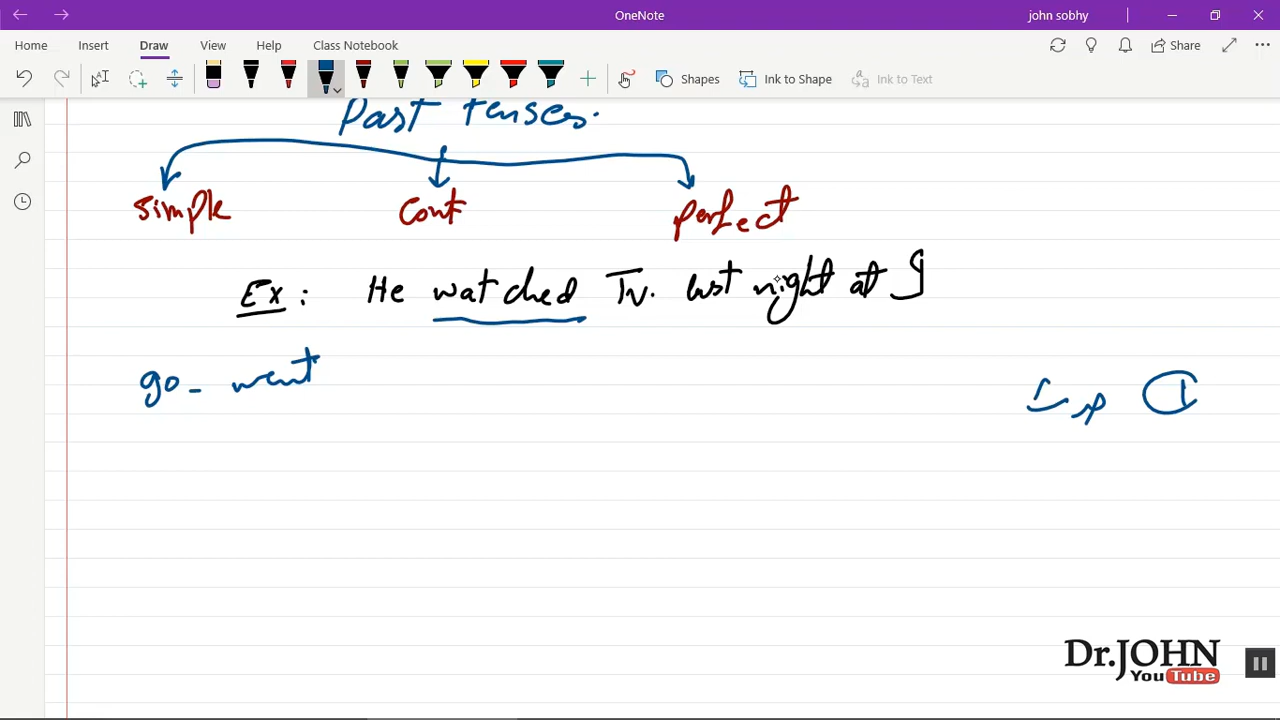 OneNote
john sobhy
Home Insert Draw View Help Class Notebook
Share
Shapes Ink to Shape Ink to Text
Past tenses.
simple cont perfect
Ex: He watched Tv. last night at 9
go - went
Dr.JOHN
YouTube